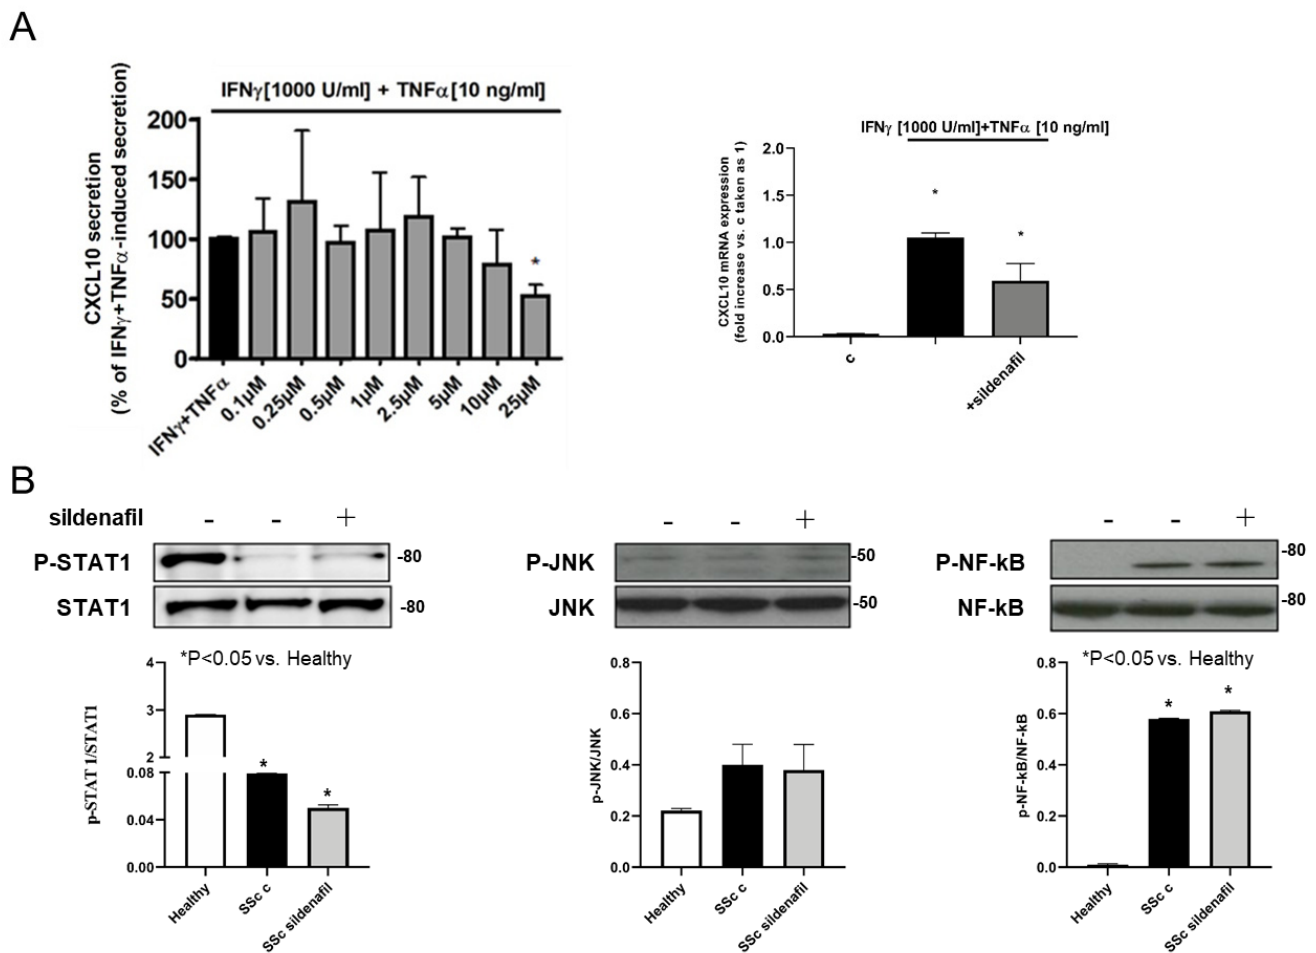 A
IFNγ[1000 U/ml] + TNFα[10 ng/ml]
CXCL10 secretion
(% of IFNγ+TNFα-induced secretion)
200
150
100
50
0
*
IFNγ+TNFα
0.1µM
0.25µM
0.5µM
1µM
2.5µM
5µM
10µM
25µM
IFNγ [1000 U/ml]+TNFα [10 ng/ml]
CXCL10 mRNA expression
(fold increase vs. c taken as 1)
2.0
1.5
1.0
0.5
0.0
*
*
c
+sildenafil
B
sildenafil - - +
P-STAT1 -80
STAT1 -80
*P<0.05 vs. Healthy
p-STAT 1/STAT1
4
3
2
0.08
0.04
0.00
*
*
Healthy
SSc c
SSc sildenafil
- - +
P-JNK -50
JNK -50
p-JNK/JNK
0.8
0.6
0.4
0.2
0.0
Healthy
SSc c
SSc sildenafil
- - +
P-NF-kB -80
NF-kB -80
*P<0.05 vs. Healthy
p-NF-kB/NF-kB
0.8
0.6
0.4
0.2
0.0
*
*
Healthy
SSc c
SSc sildenafil